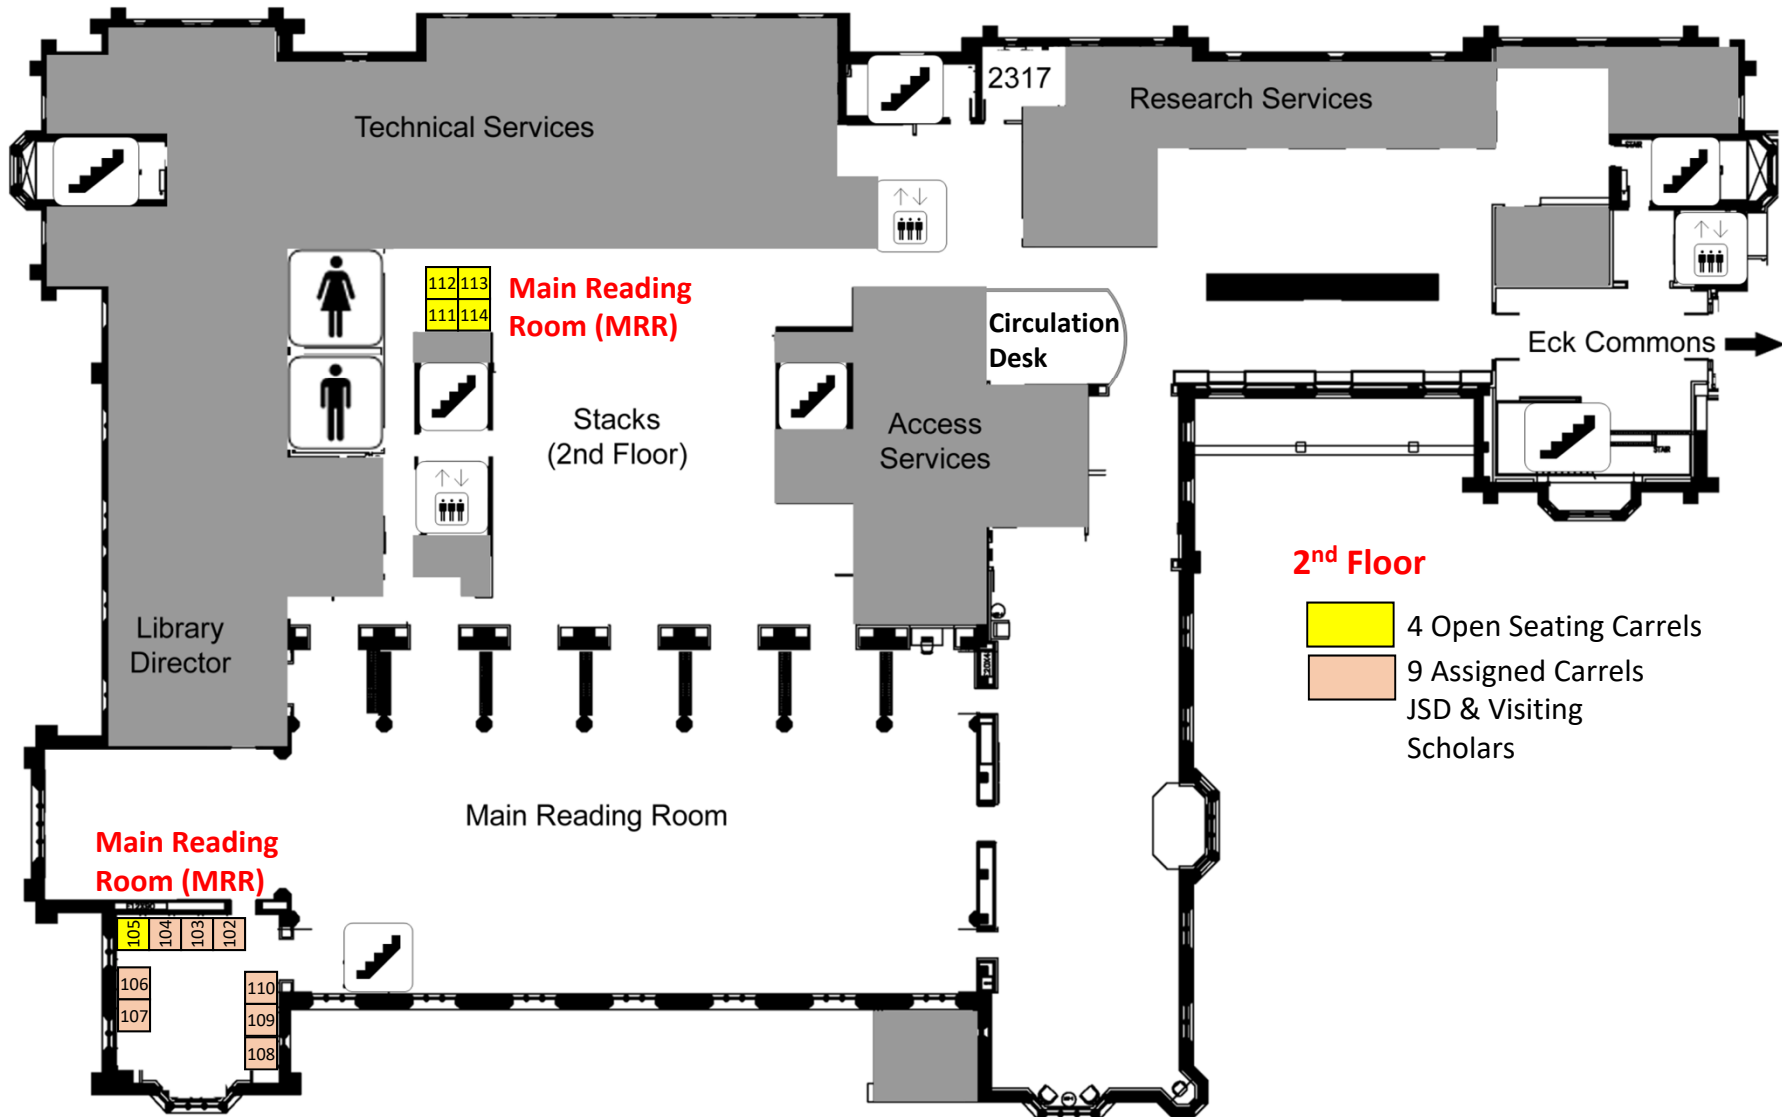 2317
Research Services
Technical Services
STAIR
112 113
111 114
Main Reading
Room (MRR)
Circulation
Desk
Eck Commons
Stacks
(2nd Floor)
Access
Services
STAIR
2nd Floor
4 Open Seating Carrels
9 Assigned Carrels
JSD & Visiting
Scholars
Library
Director
Main Reading Room
Main Reading
Room (MRR)
105 104 103 102
106
107
110
109
108